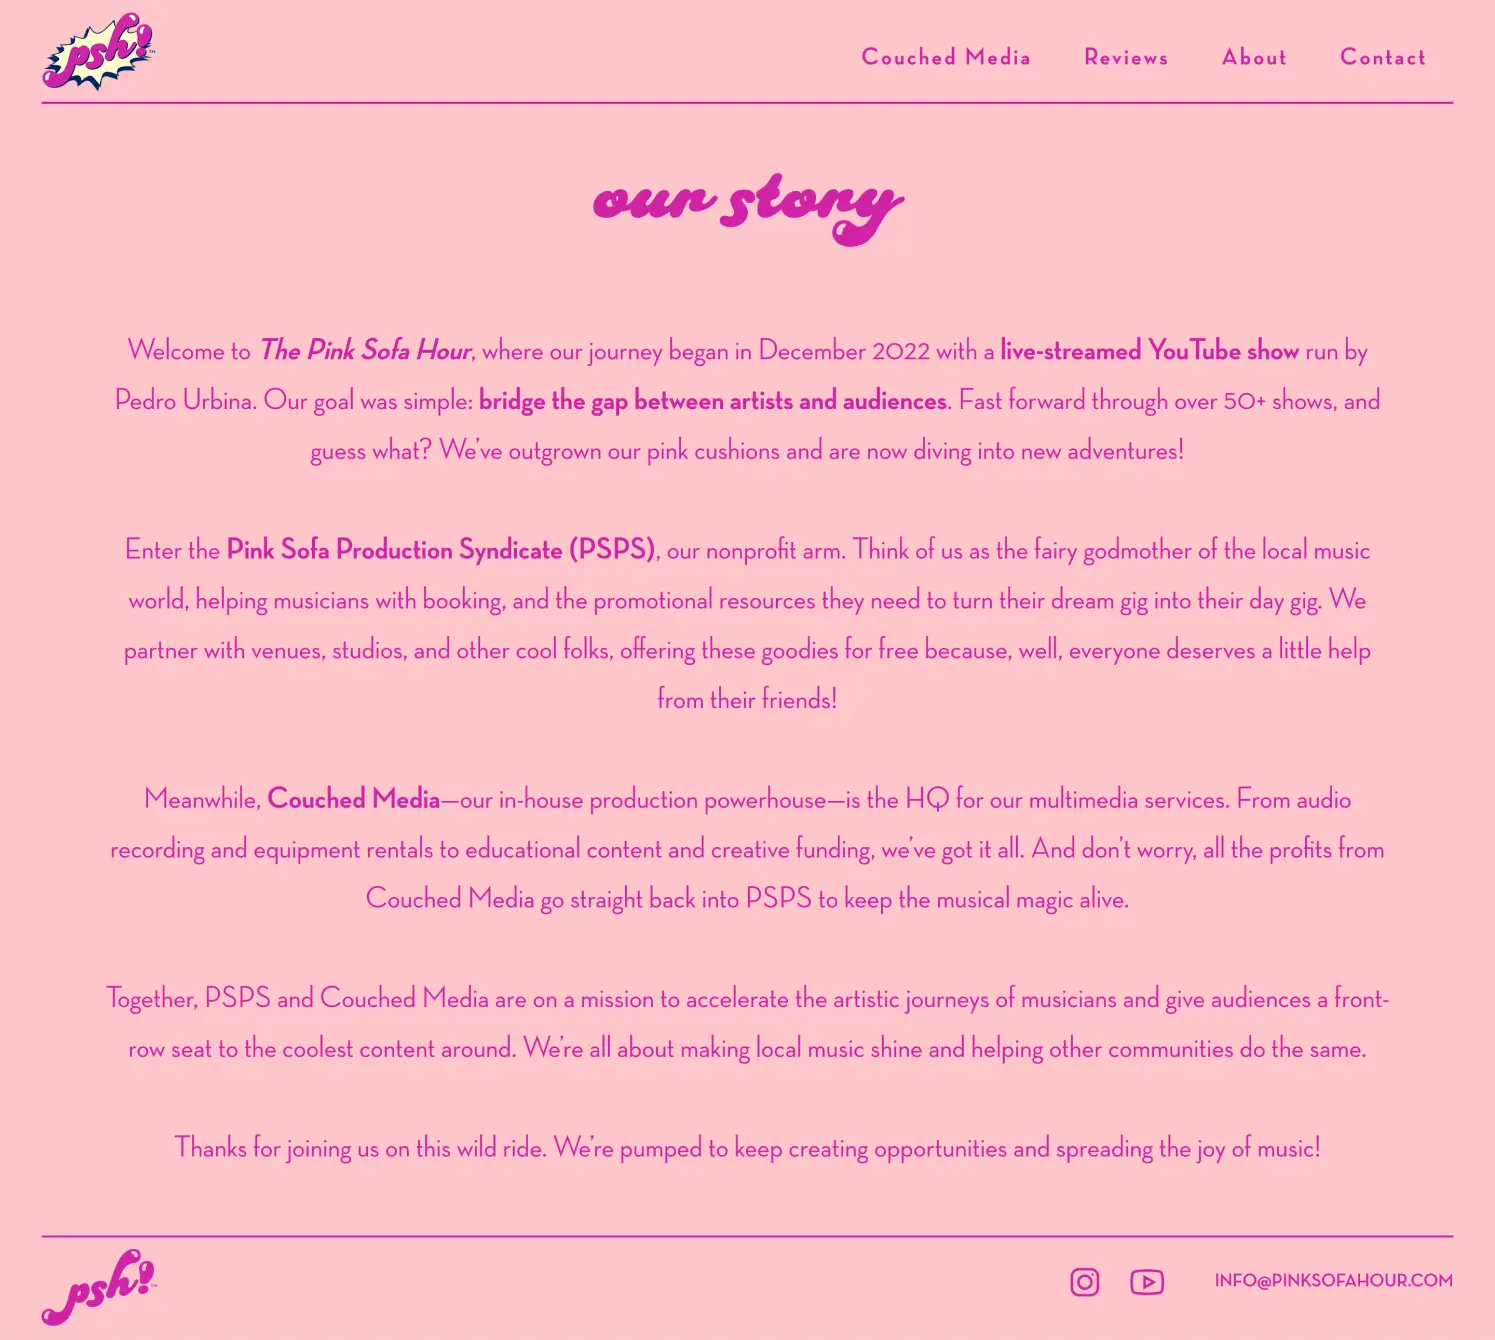 psh!™
Couched Media Reviews About Contact
our story
Welcome to The Pink Sofa Hour, where our journey began in December 2022 with a live-streamed YouTube show run by
Pedro Urbina. Our goal was simple: bridge the gap between artists and audiences. Fast forward through over 50+ shows, and
guess what? We’ve outgrown our pink cushions and are now diving into new adventures!
Enter the Pink Sofa Production Syndicate (PSPS), our nonprofit arm. Think of us as the fairy godmother of the local music
world, helping musicians with booking, and the promotional resources they need to turn their dream gig into their day gig. We
partner with venues, studios, and other cool folks, offering these goodies for free because, well, everyone deserves a little help
from their friends!
Meanwhile, Couched Media—our in-house production powerhouse—is the HQ for our multimedia services. From audio
recording and equipment rentals to educational content and creative funding, we’ve got it all. And don’t worry, all the profits from
Couched Media go straight back into PSPS to keep the musical magic alive.
Together, PSPS and Couched Media are on a mission to accelerate the artistic journeys of musicians and give audiences a front-
row seat to the coolest content around. We’re all about making local music shine and helping other communities do the same.
Thanks for joining us on this wild ride. We’re pumped to keep creating opportunities and spreading the joy of music!
psh!™
INFO@PINKSOFAHOUR.COM